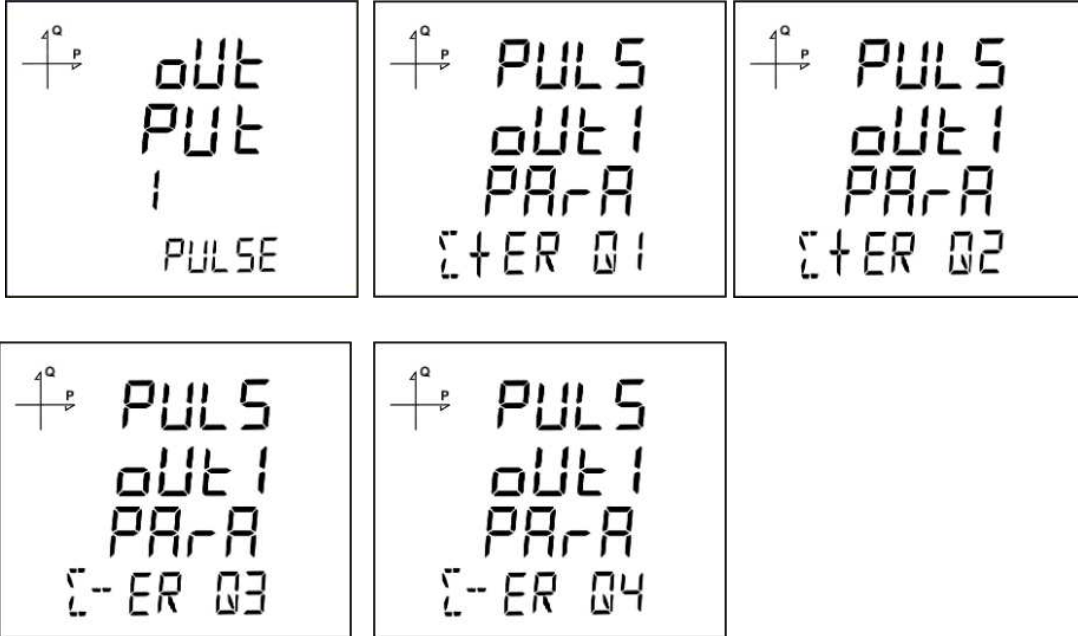 Q
P
oUt
PUt
1
PULSE
Q
P
PULS
oUt1
PArA
Σ+ER Q1
Q
P
PULS
oUt1
PArA
Σ+ER Q2
Q
P
PULS
oUt1
PArA
Σ-ER Q3
Q
P
PULS
oUt1
PArA
Σ-ER Q4